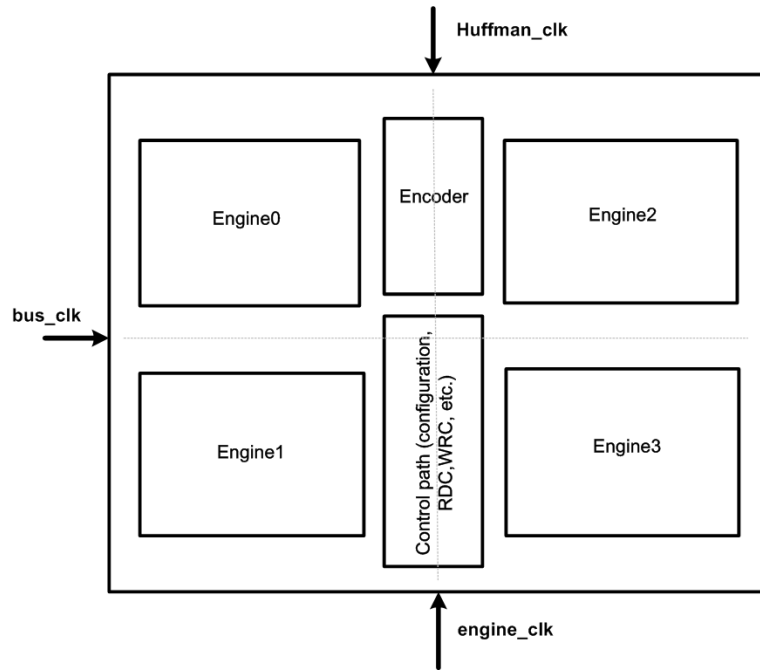 Huffman_clk
Engine0
Encoder
Engine2
bus_clk
Engine1
Control path (configuration,
RDC,WRC, etc.)
Engine3
engine_clk